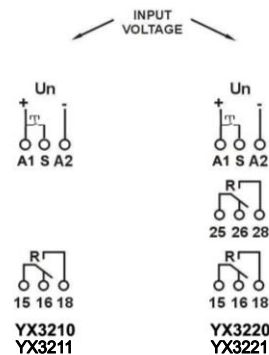 INPUT
VOLTAGE
Un
+ -
A1 S A2
R
15 16 18
YX3210
YX3211
Un
+ -
A1 S A2
R
25 26 28
R
15 16 18
YX3220
YX3221